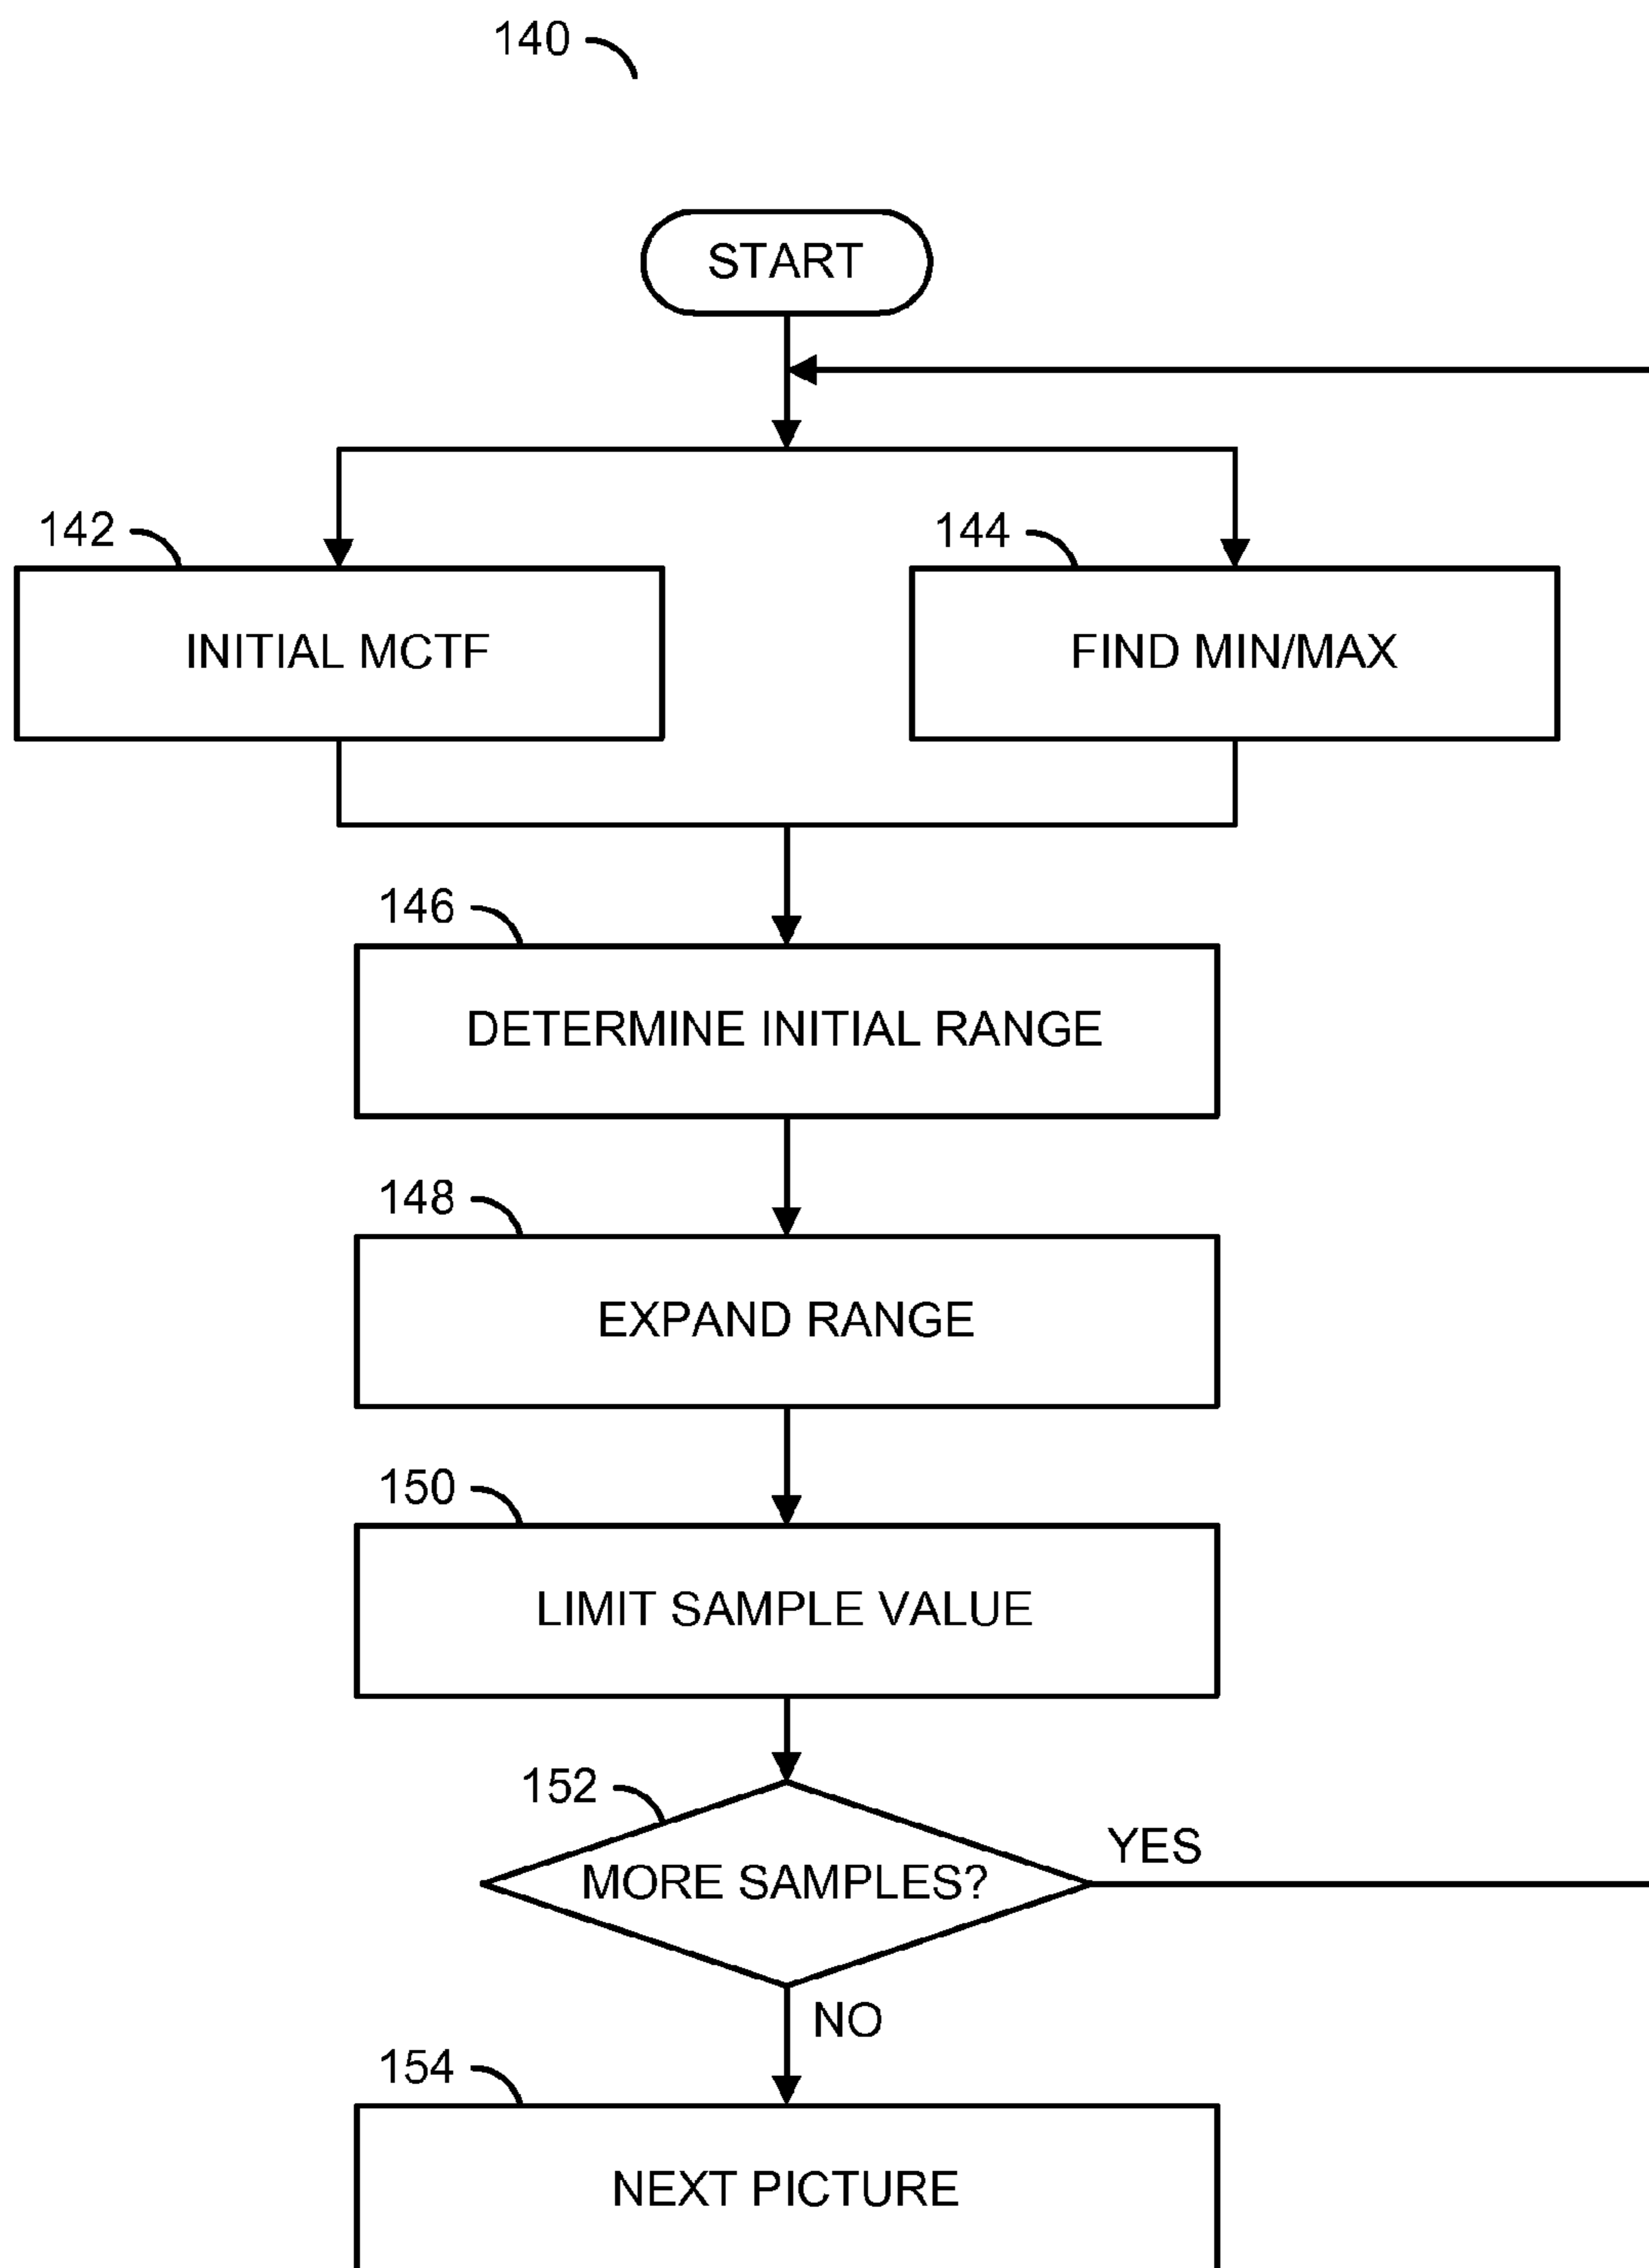 140
START
142
144
INITIAL MCTF
FIND MIN/MAX
146
DETERMINE INITIAL RANGE
148
EXPAND RANGE
150
LIMIT SAMPLE VALUE
152
YES
MORE SAMPLES?
NO
154
NEXT PICTURE